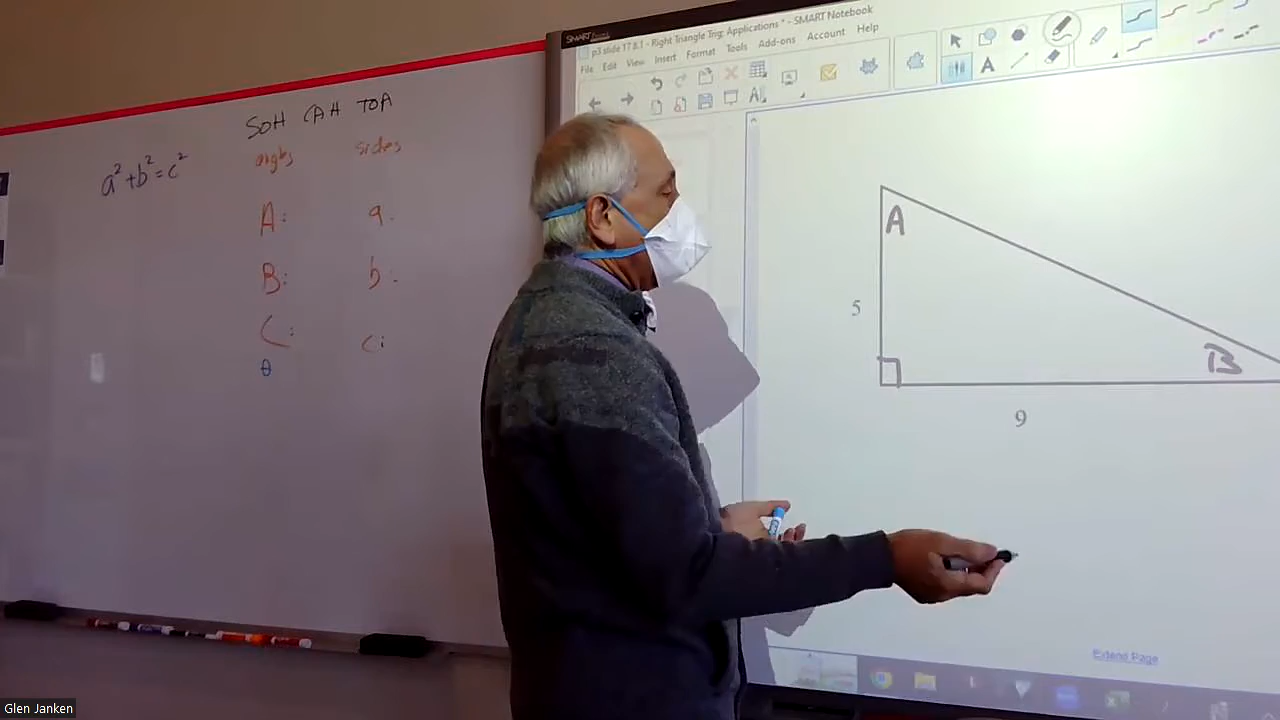 SOH CAH TOA
a²+b²=c²
angles sides
A: a:
B: b:
C: c:
θ
SMART
p3 slide 17 8.1 - Right Triangle Trig: Applications * - SMART Notebook
File Edit View Insert Format Tools Add-ons Account Help
A
5
B
9
Extend Page
Glen Janken